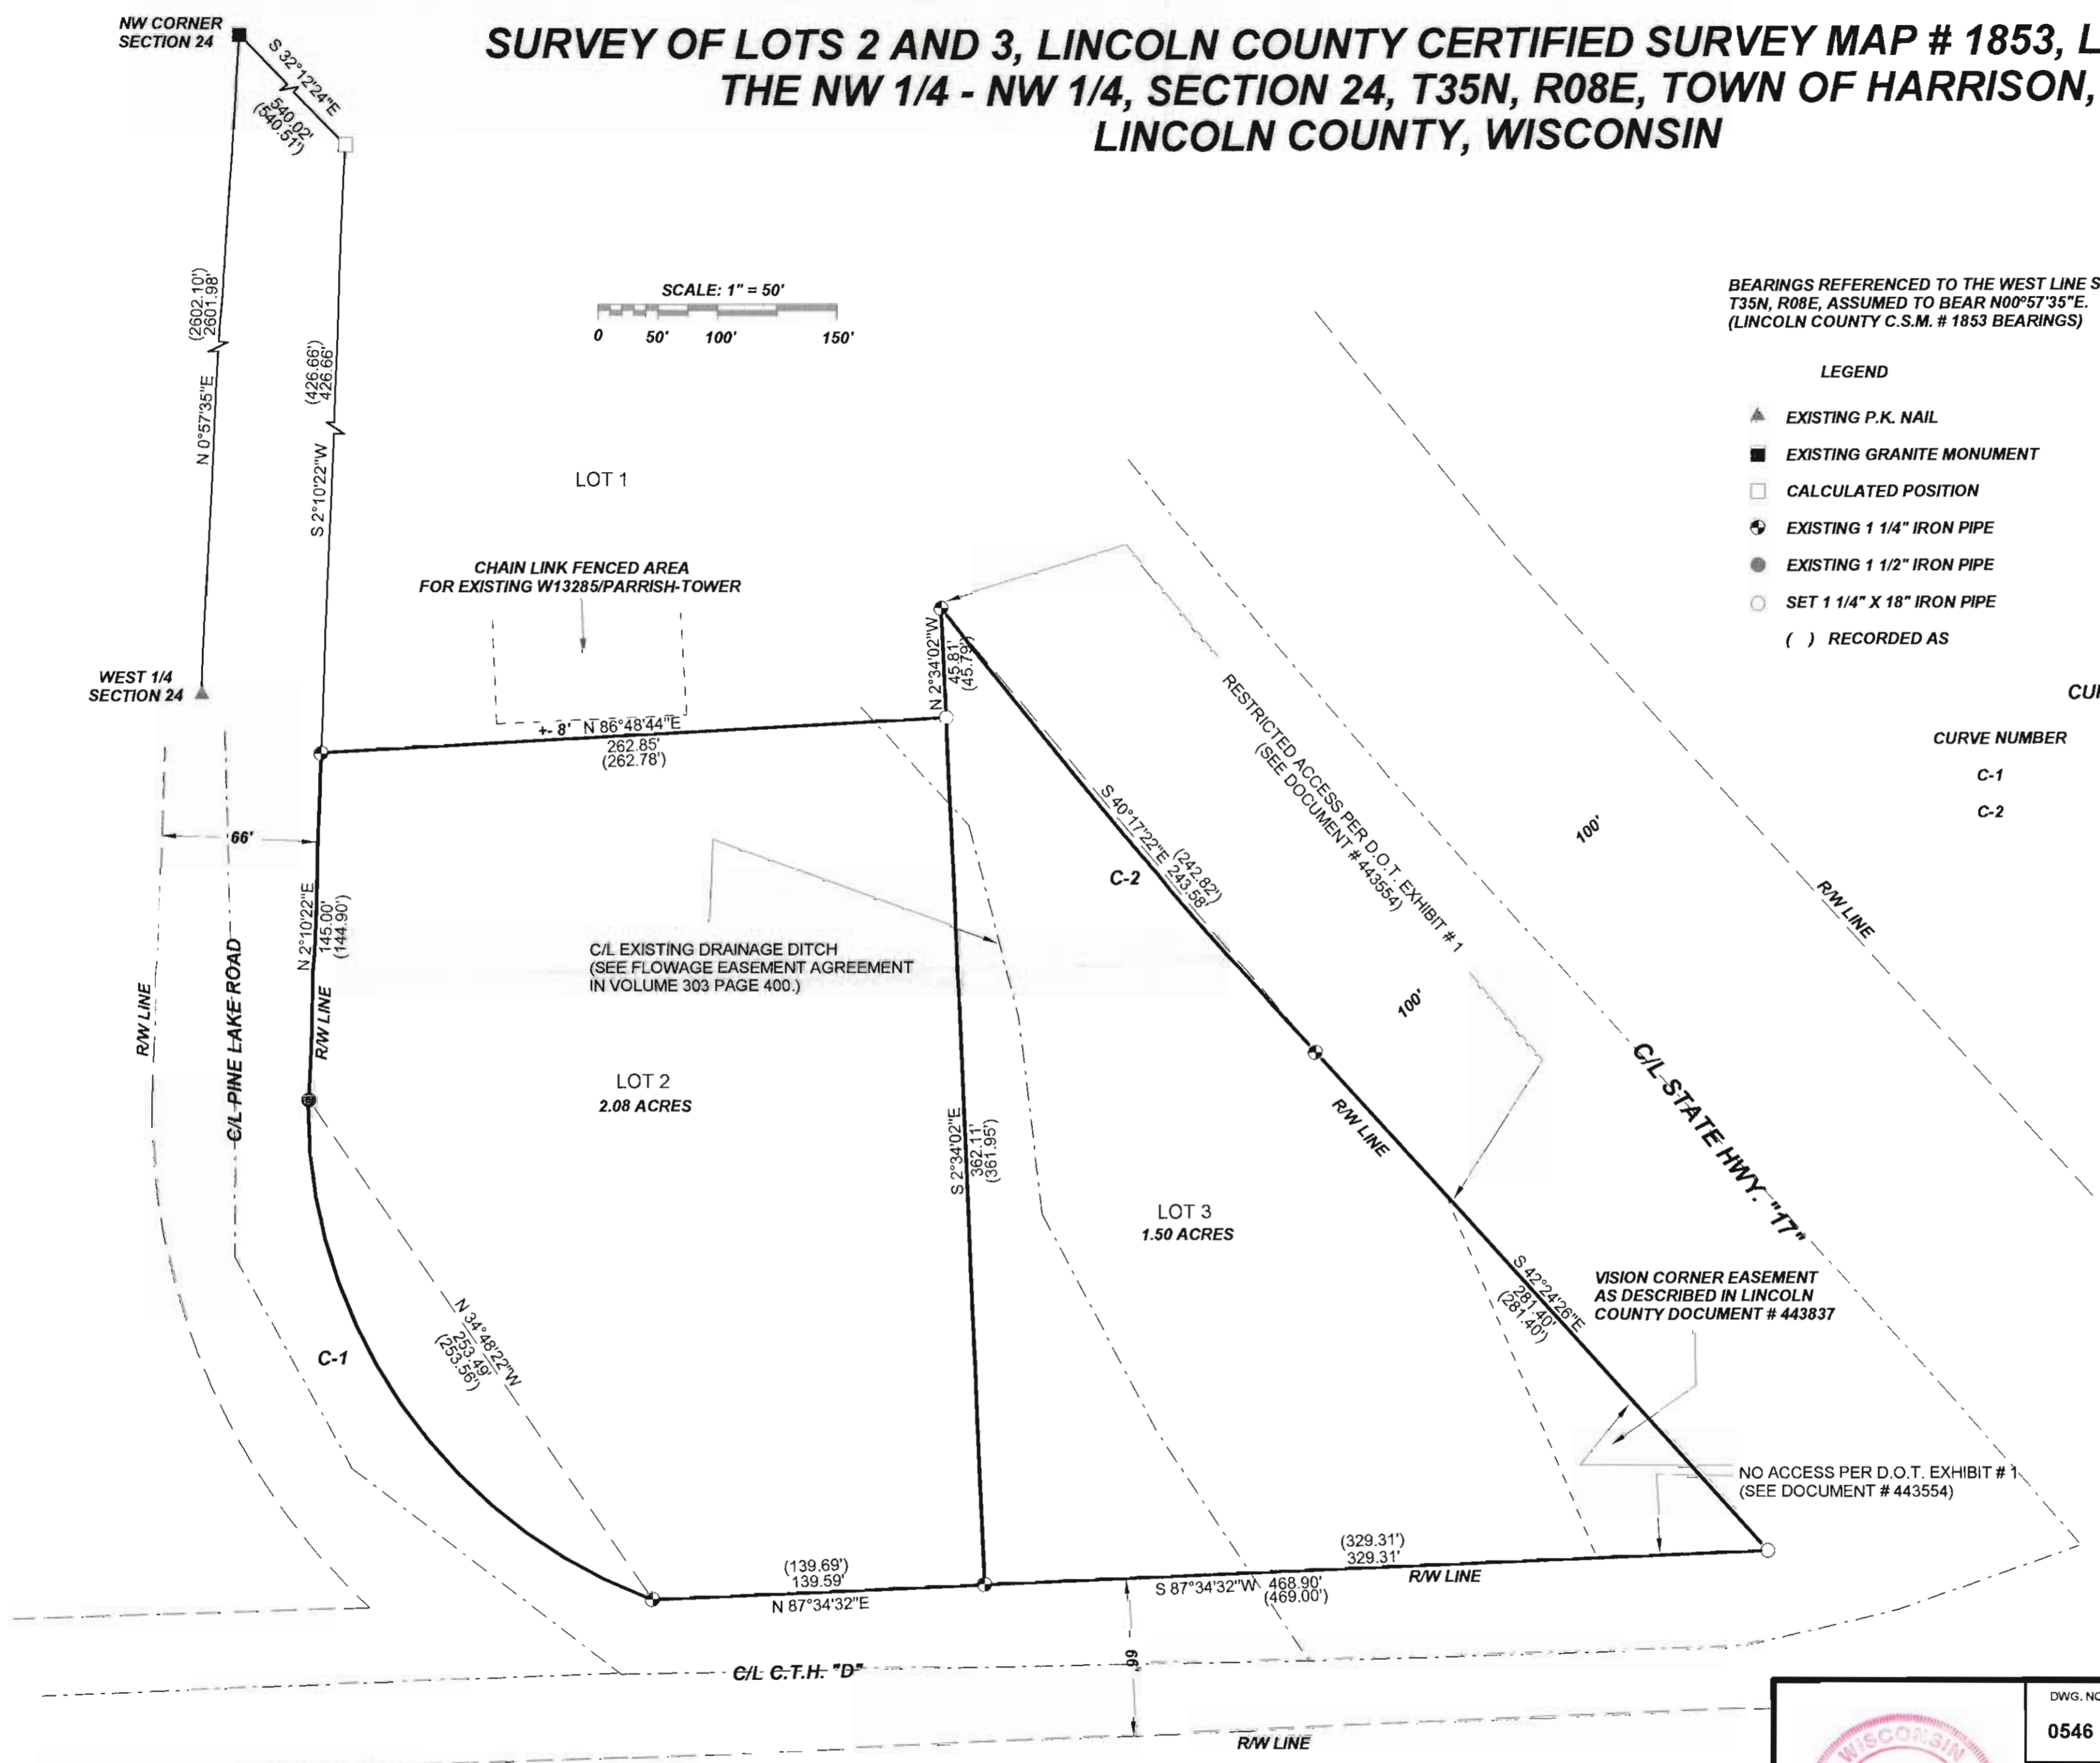 SURVEY OF LOTS 2 AND 3, LINCOLN COUNTY CERTIFIED SURVEY MAP # 1853, L
THE NW 1/4 - NW 1/4, SECTION 24, T35N, R08E, TOWN OF HARRISON,
LINCOLN COUNTY, WISCONSIN
NW CORNER
SECTION 24
S 32°12'24"E
540.02'
(540.51')
(2602.10')
2601.98'
N 0°57'35"E
(426.66')
426.66'
S 2°10'22"W
SCALE: 1" = 50'
0 50' 100' 150'
BEARINGS REFERENCED TO THE WEST LINE S
T35N, R08E, ASSUMED TO BEAR N00°57'35"E.
(LINCOLN COUNTY C.S.M. # 1853 BEARINGS)
LEGEND
EXISTING P.K. NAIL
EXISTING GRANITE MONUMENT
CALCULATED POSITION
EXISTING 1 1/4" IRON PIPE
EXISTING 1 1/2" IRON PIPE
SET 1 1/4" X 18" IRON PIPE
( ) RECORDED AS
CURVE NUMBER
C-1
C-2
LOT 1
CHAIN LINK FENCED AREA
FOR EXISTING W13285/PARRISH-TOWER
WEST 1/4
SECTION 24
+- 8' N 86°48'44"E
262.85'
(262.78')
N 2°34'02"W
45.81'
(45.79')
RESTRICTED ACCESS PER D.O.T. EXHIBIT # 1
(SEE DOCUMENT # 443554)
S 40°17'22"E 243.58'
(242.82')
C-2
100'
100'
R/W LINE
66'
N 2°10'22"E
145.00'
(144.90')
R/W LINE
C/L PINE LAKE ROAD
R/W LINE
C/L EXISTING DRAINAGE DITCH
(SEE FLOWAGE EASEMENT AGREEMENT
IN VOLUME 303 PAGE 400.)
LOT 2
2.08 ACRES
S 2°34'02"E
362.11'
(361.95')
R/W LINE
C/L STATE HWY. "17"
LOT 3
1.50 ACRES
S 42°24'26"E
281.40'
(281.40')
VISION CORNER EASEMENT
AS DESCRIBED IN LINCOLN
COUNTY DOCUMENT # 443837
N 34°48'22"W
253.49'
(253.56')
C-1
NO ACCESS PER D.O.T. EXHIBIT # 1
(SEE DOCUMENT # 443554)
(139.69')
139.59'
N 87°34'32"E
(329.31')
329.31'
S 87°34'32"W 468.90'
(469.00')
R/W LINE
66'
C/L C.T.H. "D"
R/W LINE
WISCONSIN
DWG. NO
0546